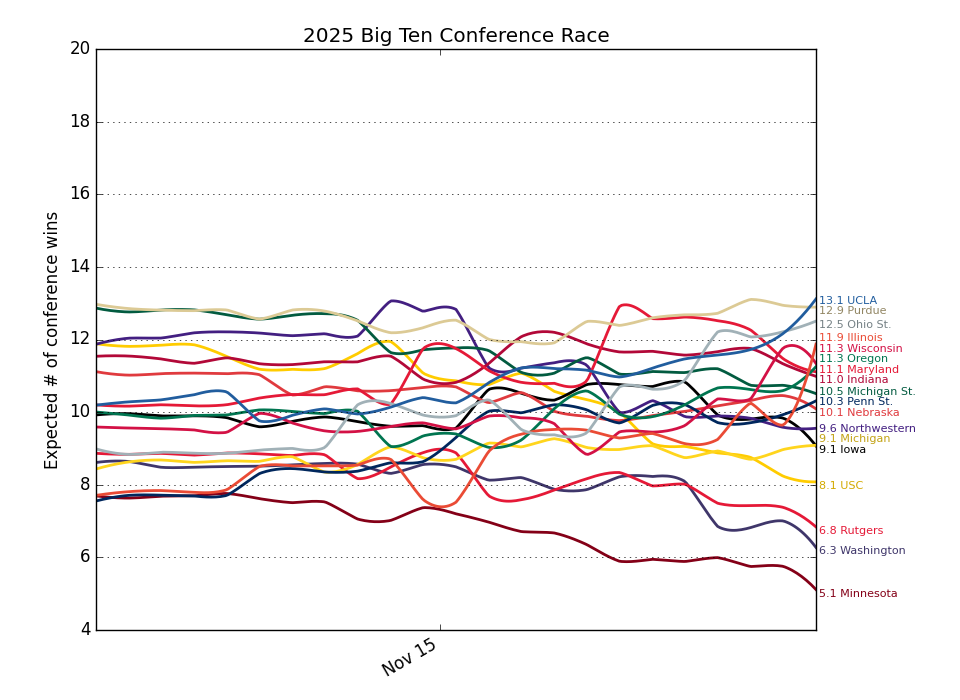 2025 Big Ten Conference Race
Expected # of conference wins
20
18
16
14
12
10
8
6
4
Nov 15
13.1 UCLA
12.9 Purdue
12.5 Ohio St.
11.9 Illinois
11.3 Wisconsin
11.3 Oregon
11.1 Maryland
11.0 Indiana
10.5 Michigan St.
10.3 Penn St.
10.1 Nebraska
9.6 Northwestern
9.1 Michigan
9.1 Iowa
8.1 USC
6.8 Rutgers
6.3 Washington
5.1 Minnesota